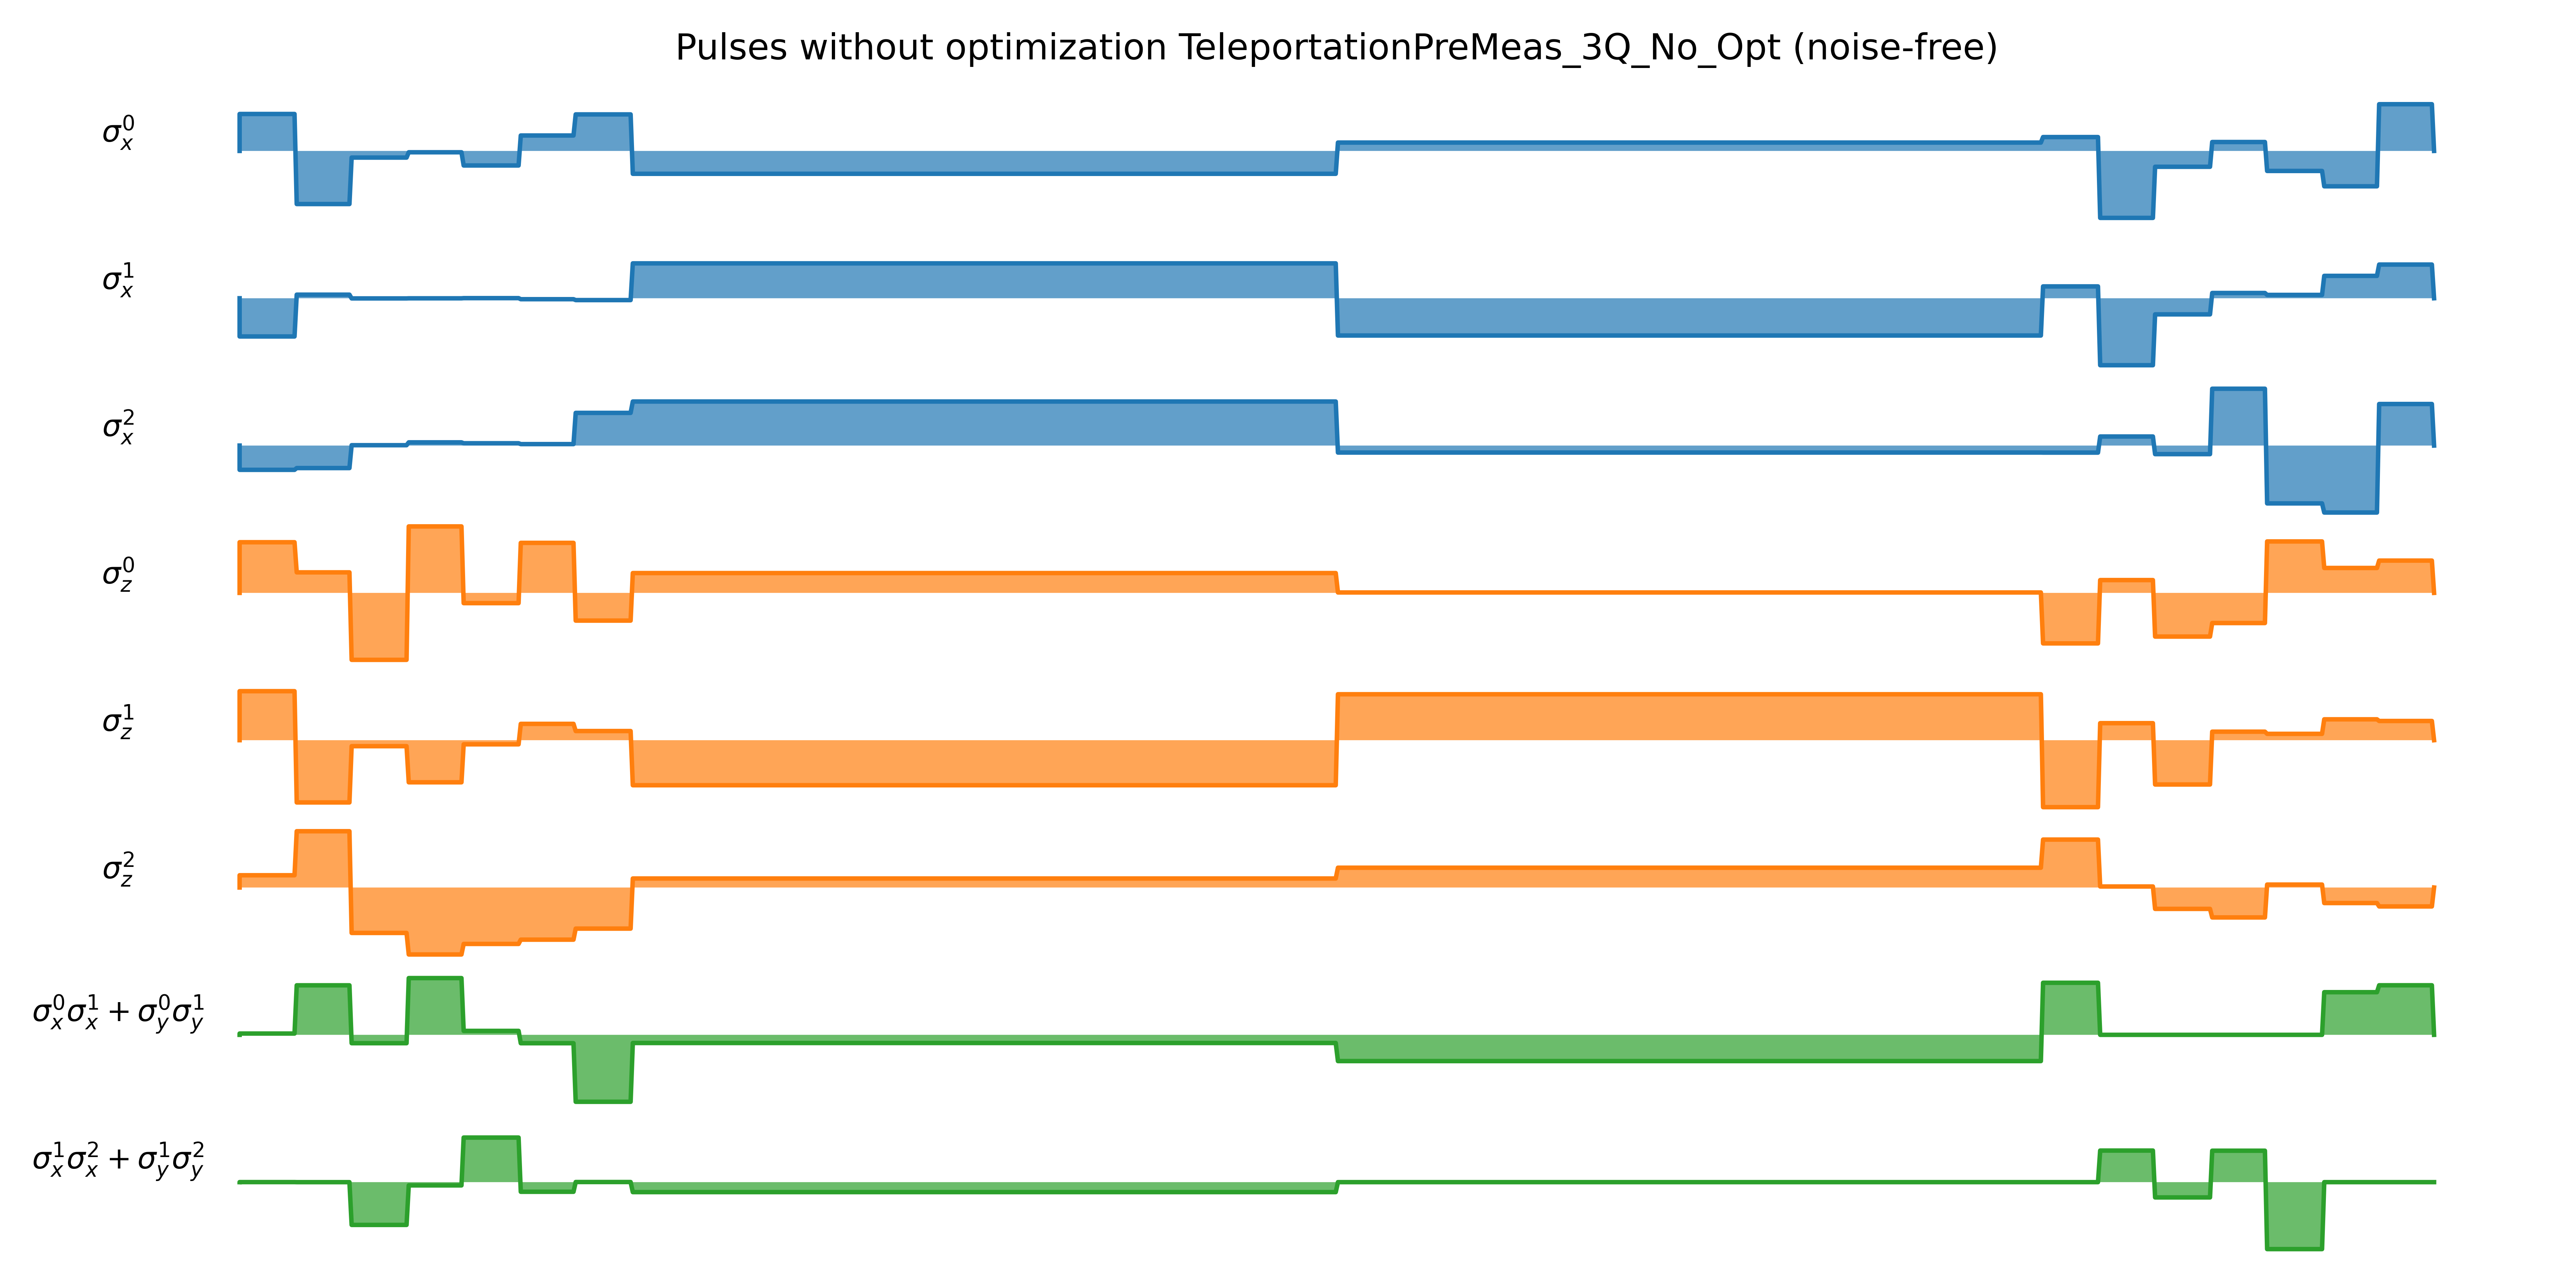 Pulses without optimization TeleportationPreMeas_3Q_No_Opt (noise-free)
σ_x^0
σ_x^1
σ_x^2
σ_z^0
σ_z^1
σ_z^2
σ_x^0σ_x^1 + σ_y^0σ_y^1
σ_x^1σ_x^2 + σ_y^1σ_y^2